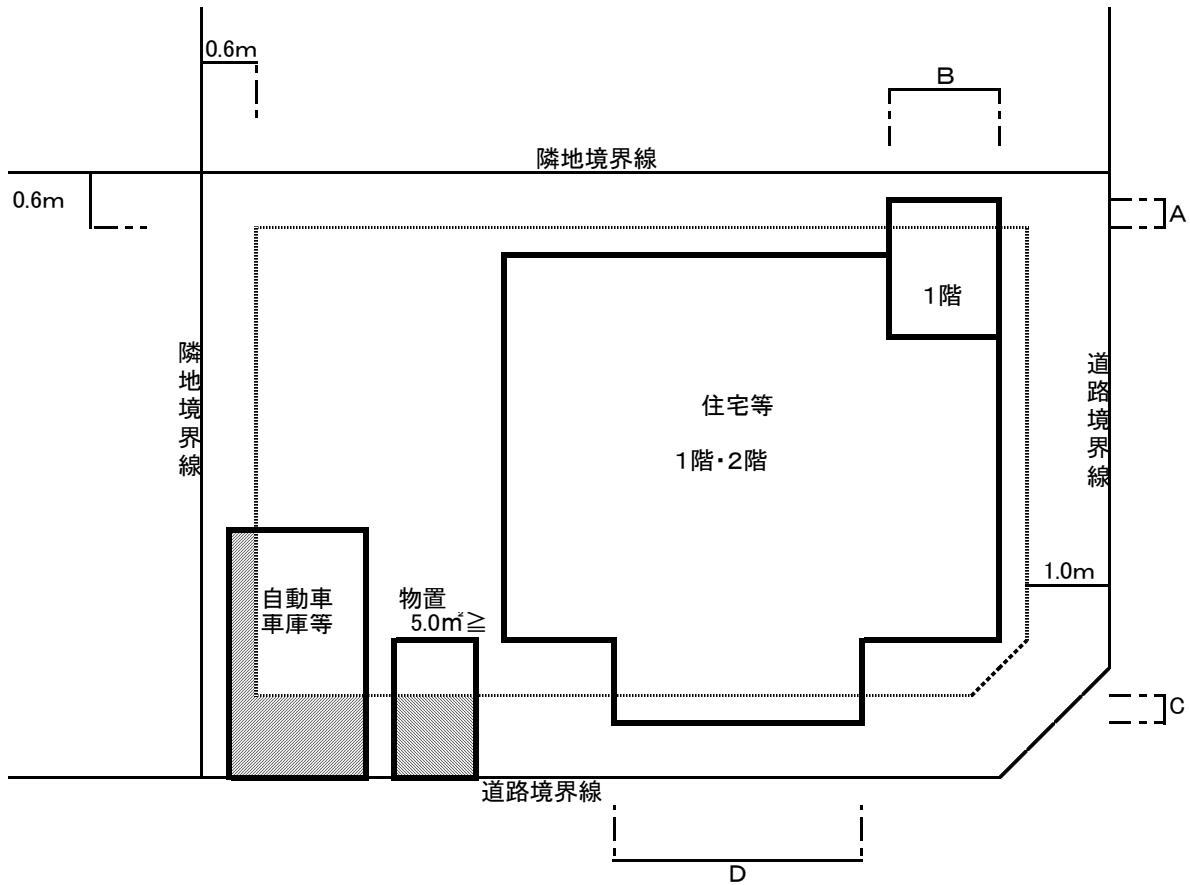 0.6m
B
隣地境界線
0.6m
A
1階
隣地境界線
道路境界線
住宅等
1階・2階
1.0m
自動車
車庫等
物置
5.0㎡≧
C
道路境界線
D